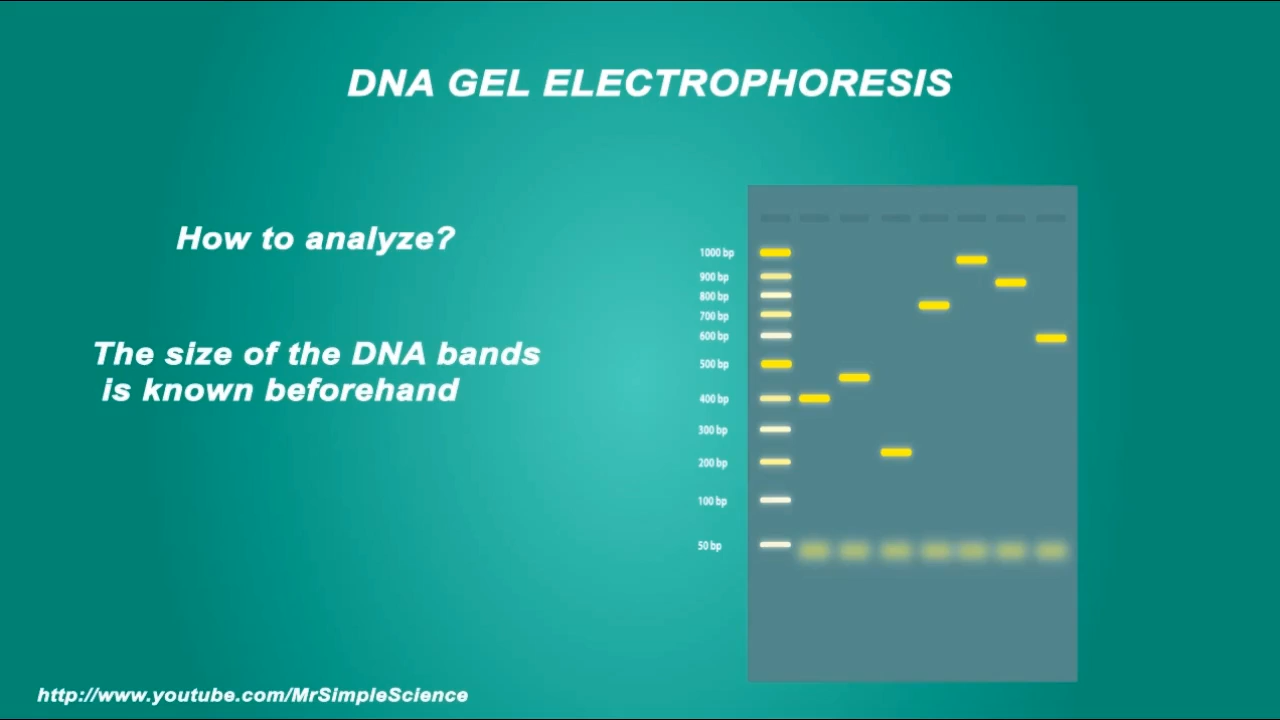 DNA GEL ELECTROPHORESIS
How to analyze?
The size of the DNA bands
is known beforehand
1000 bp
900 bp
800 bp
700 bp
600 bp
500 bp
400 bp
300 bp
200 bp
100 bp
50 bp
http://www.youtube.com/MrSimpleScience